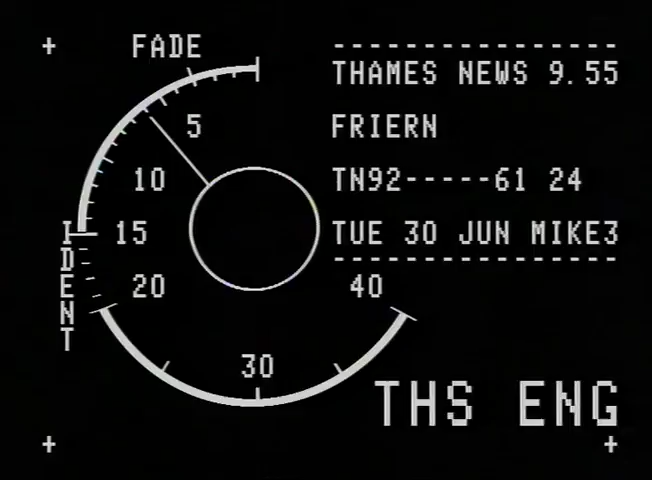 FADE
THAMES NEWS 9.55
FRIERN
TN92-----61 24
TUE 30 JUN MIKE3
5
10
15
20
30
40
IDENT
THS ENG